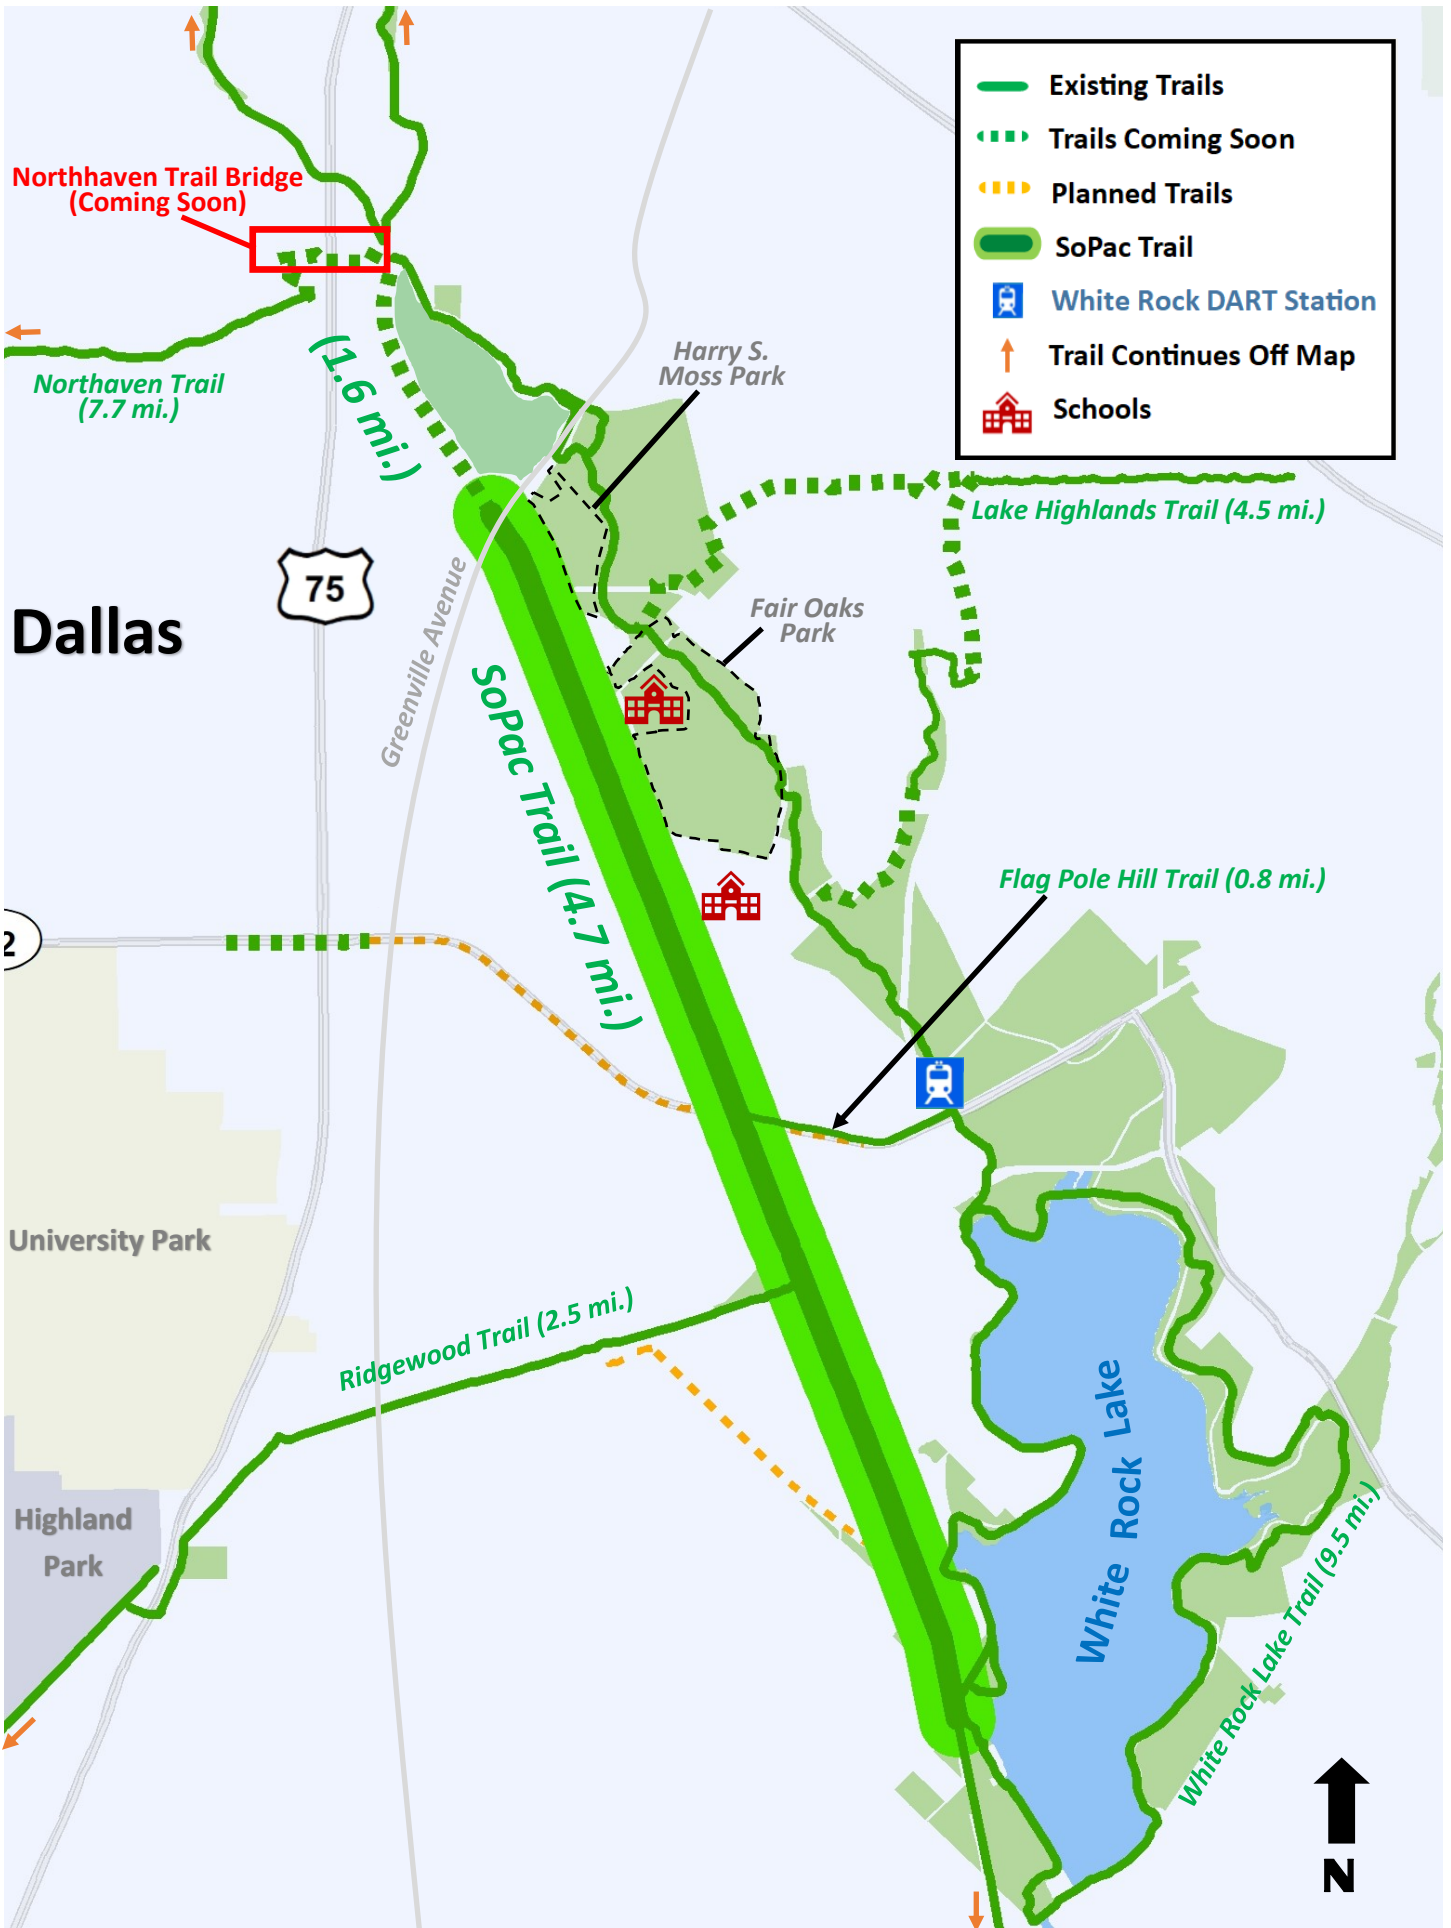 Existing Trails
Trails Coming Soon
Planned Trails
SoPac Trail
White Rock DART Station
Trail Continues Off Map
Schools
Northhaven Trail Bridge
(Coming Soon)
Northaven Trail
(7.7 mi.)
(1.6 mi.)
Harry S.
Moss Park
Lake Highlands Trail (4.5 mi.)
75
Dallas
Greenville Avenue
Fair Oaks
Park
SoPac Trail (4.7 mi.)
Flag Pole Hill Trail (0.8 mi.)
2
University Park
Ridgewood Trail (2.5 mi.)
White Rock Lake
Highland
Park
White Rock Lake Trail (9.5 mi.)
N